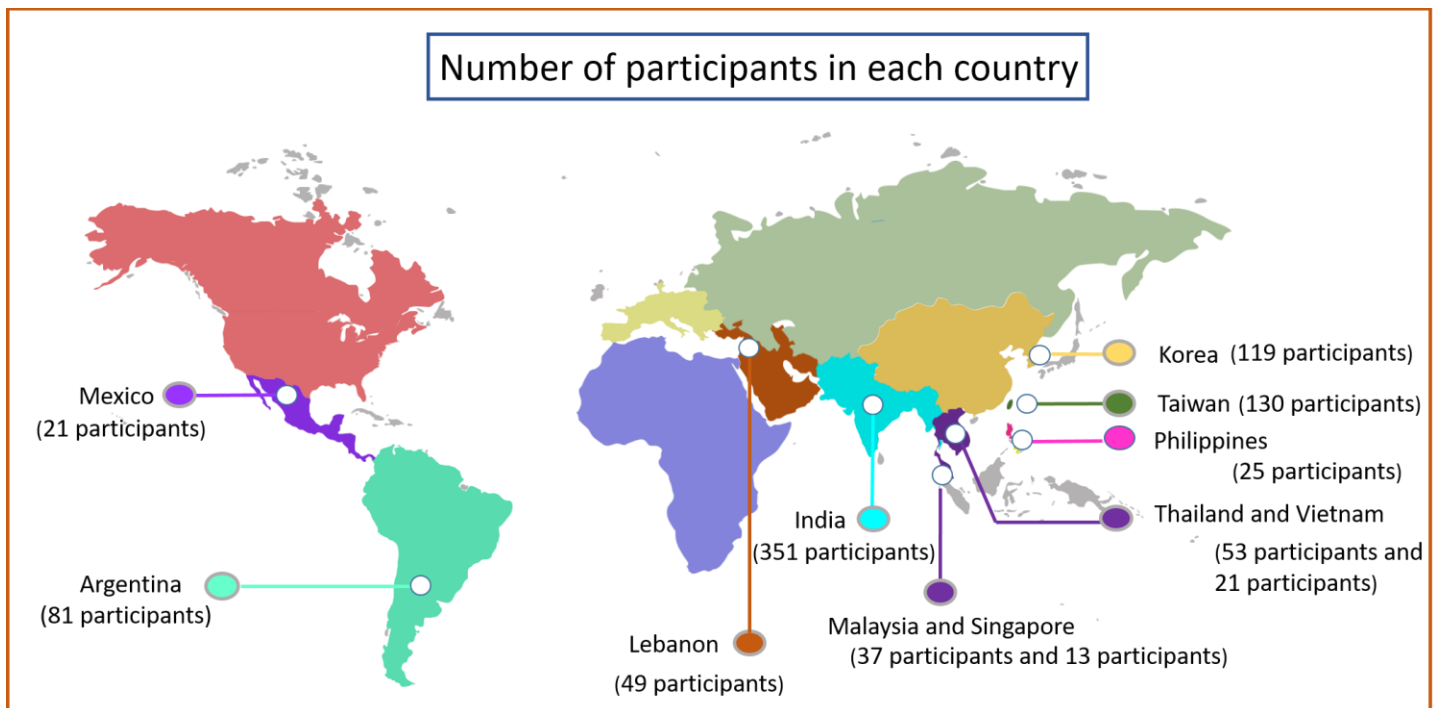 Number of participants in each country
Mexico
(21 participants)
Argentina
(81 participants)
Lebanon
(49 participants)
India
(351 participants)
Malaysia and Singapore
(37 participants and 13 participants)
Korea (119 participants)
Taiwan (130 participants)
Philippines
(25 participants)
Thailand and Vietnam
(53 participants and
21 participants)